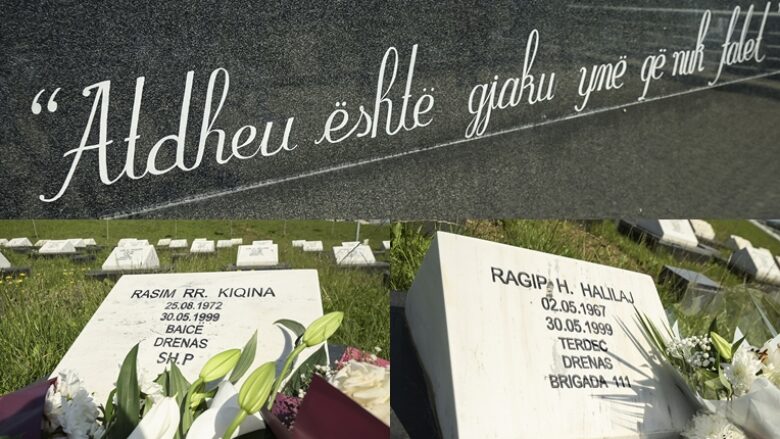 “Atdheu është gjaku ynë që nuk falet
RASIM RR. KIQINA
25.08.1972
30.05.1999
BAICË
DRENAS
SH.P
RAGIP H. HALILAJ
02.05.1967
30.05.1999
TERDEC
DRENAS
BRIGADA 111